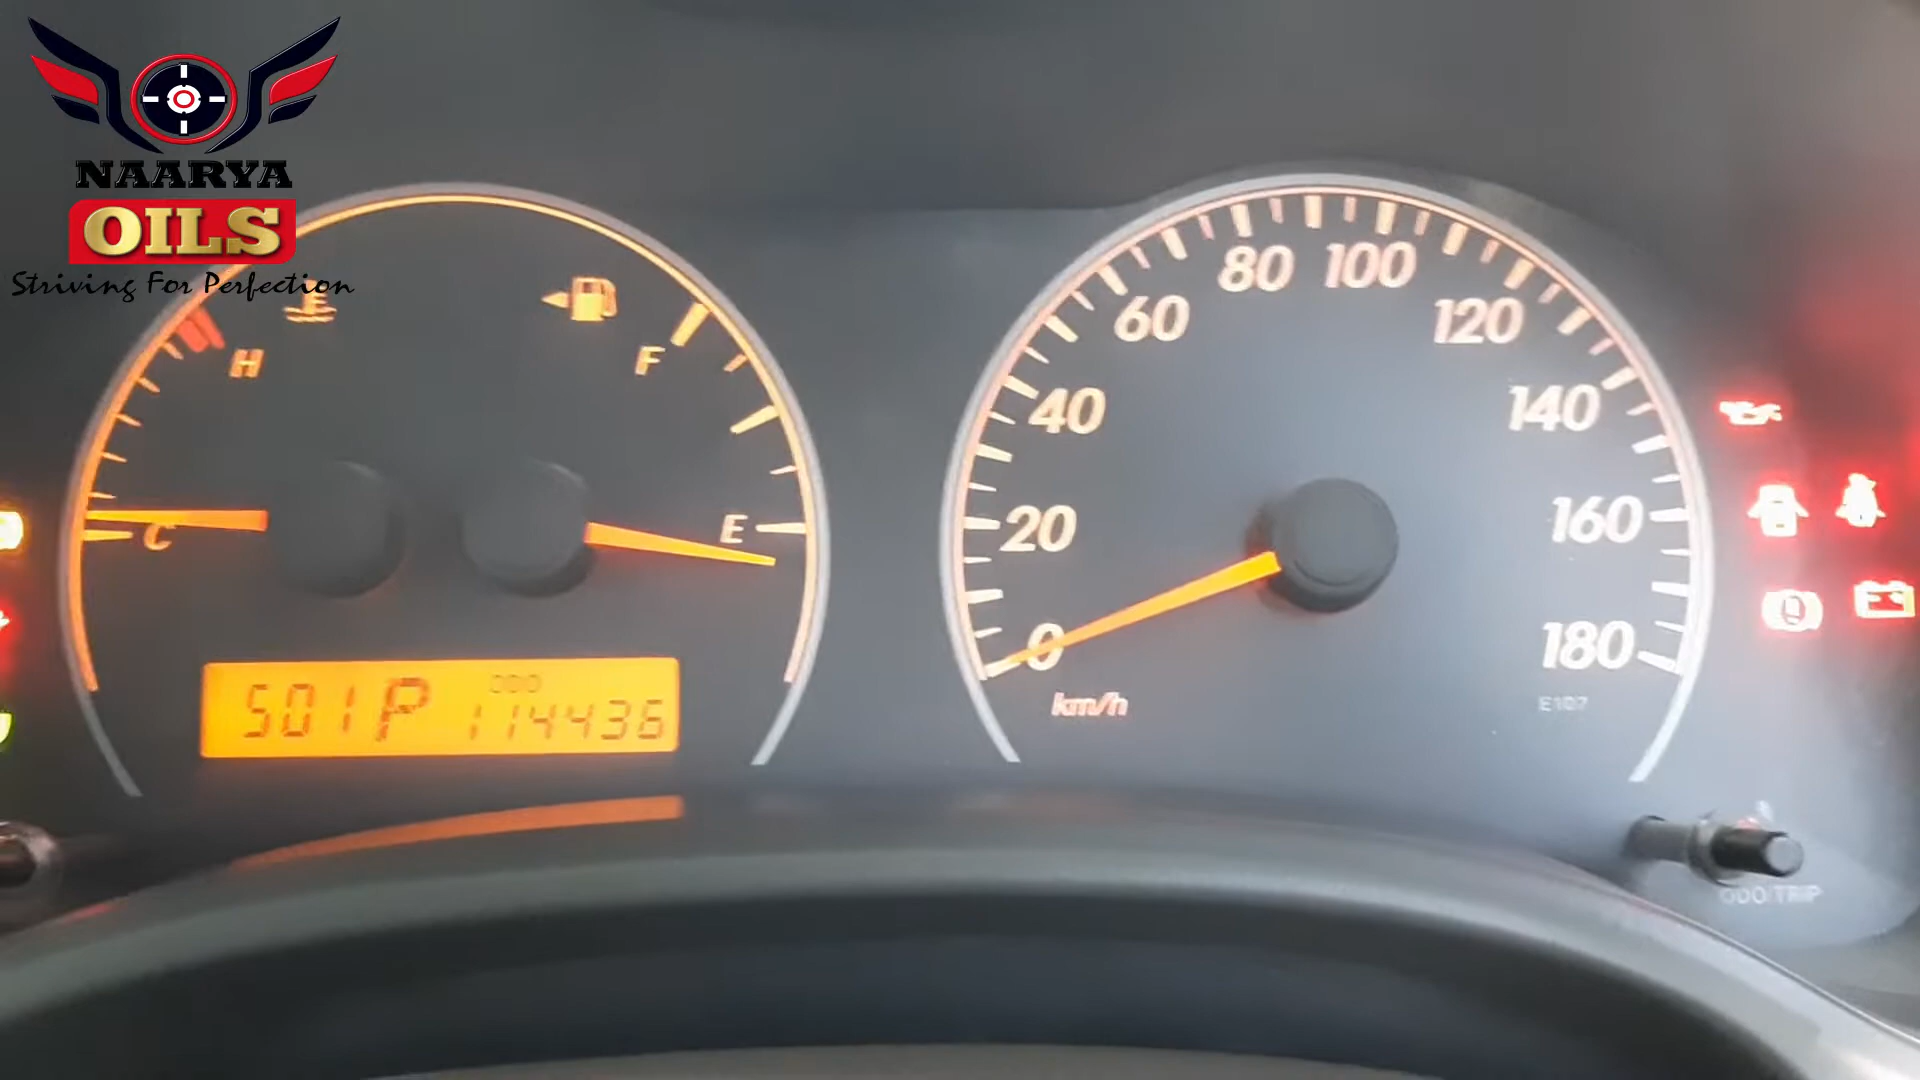 NAARYA
OILS
Striving For Perfection
H
F
C
E
501 P
ODO
114436
0
20
40
60
80
100
120
140
160
180
km/h
E107
ODO/TRIP